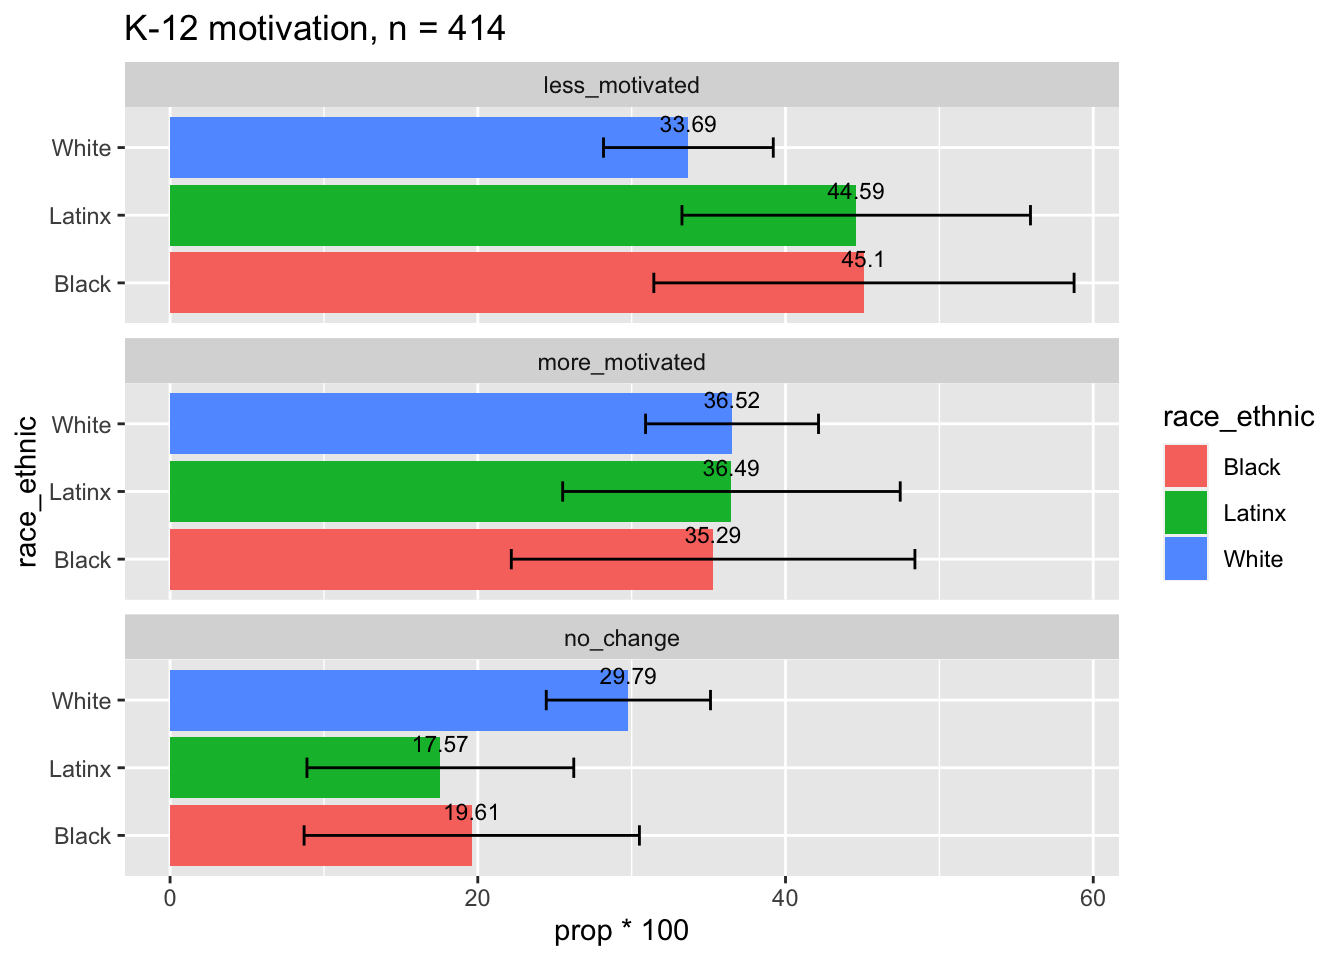 K-12 motivation, n = 414
less_motivated
White
33.69
Latinx
44.59
Black
45.1
more_motivated
White
36.52
Latinx
36.49
Black
35.29
no_change
White
29.79
Latinx
17.57
Black
19.61
0 20 40 60
prop * 100
race_ethnic
race_ethnic
Black
Latinx
White